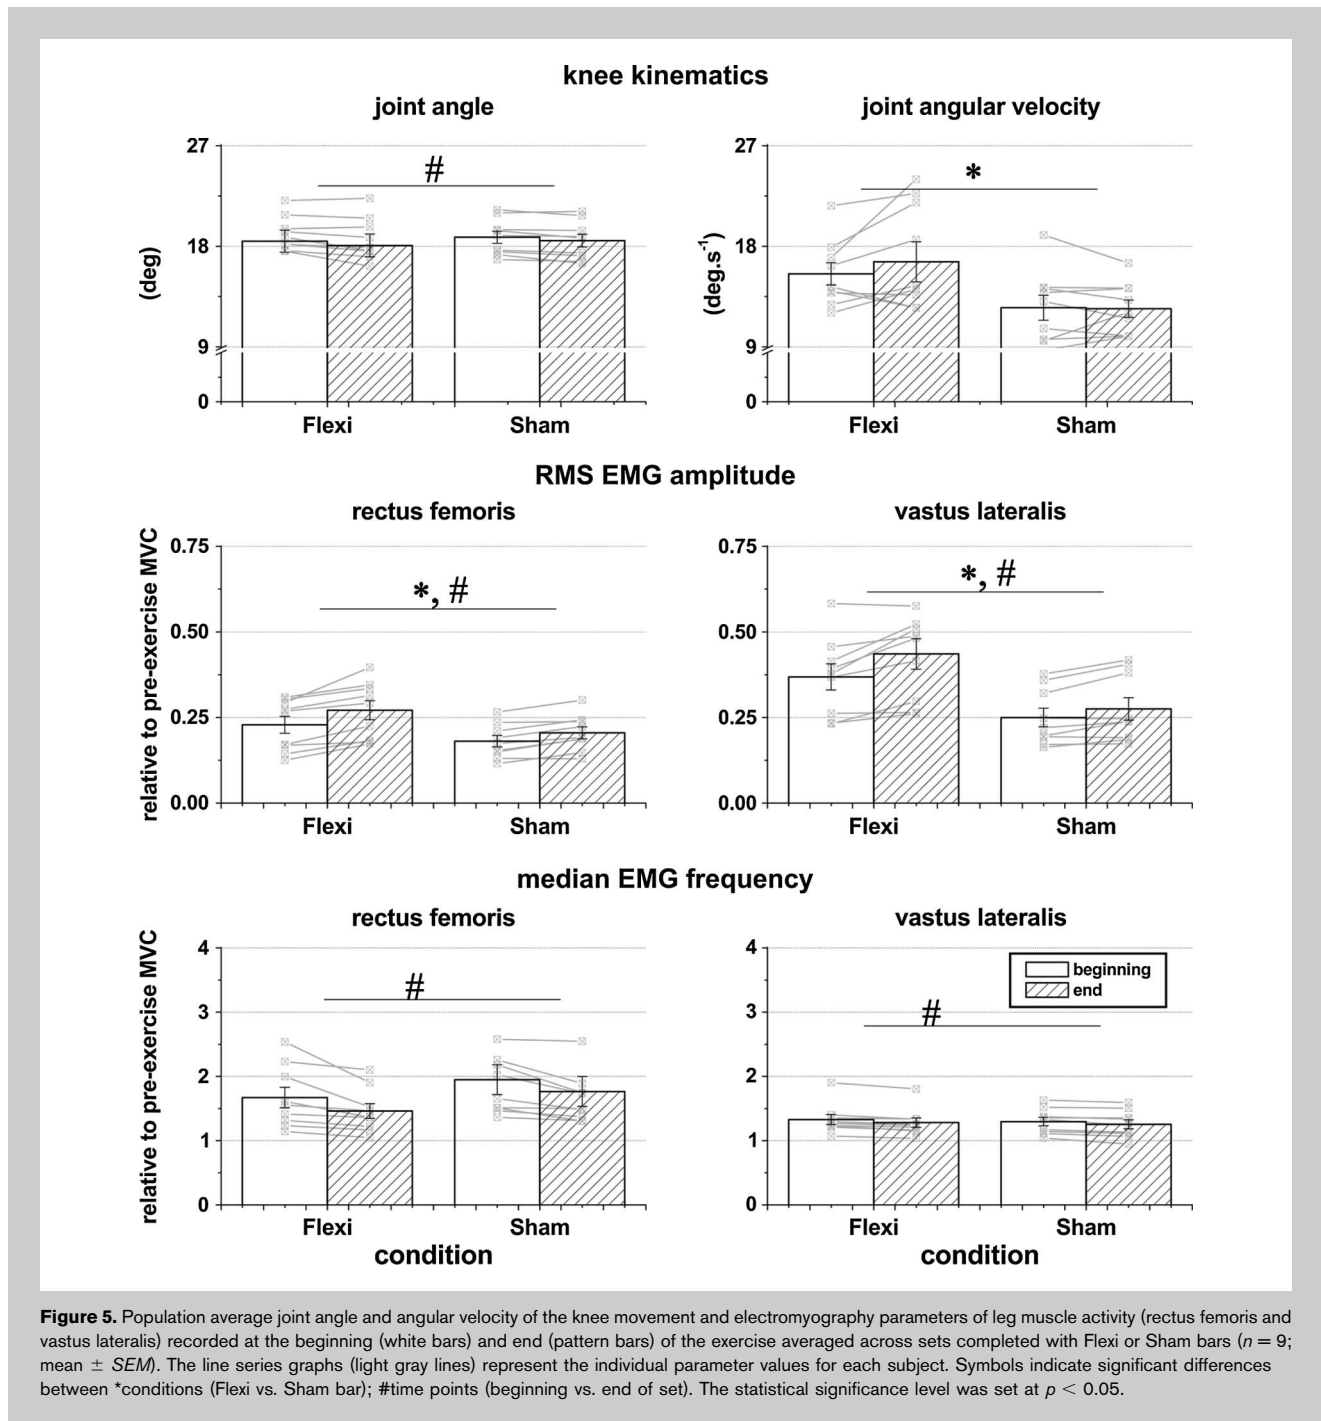 knee kinematics
joint angle
joint angular velocity
27
18
9
0
(deg)
#
Flexi
Sham
27
18
9
0
(deg.s-1)
*
Flexi
Sham
RMS EMG amplitude
rectus femoris
vastus lateralis
relative to pre-exercise MVC
0.75
0.50
0.25
0.00
*, #
Flexi
Sham
0.75
0.50
0.25
0.00
*, #
Flexi
Sham
median EMG frequency
rectus femoris
vastus lateralis
relative to pre-exercise MVC
4
3
2
1
0
#
Flexi
Sham
condition
4
3
2
1
0
beginning
end
#
Flexi
Sham
condition
Figure 5. Population average joint angle and angular velocity of the knee movement and electromyography parameters of leg muscle activity (rectus femoris and
vastus lateralis) recorded at the beginning (white bars) and end (pattern bars) of the exercise averaged across sets completed with Flexi or Sham bars (n = 9;
mean ± SEM). The line series graphs (light gray lines) represent the individual parameter values for each subject. Symbols indicate significant differences
between *conditions (Flexi vs. Sham bar); #time points (beginning vs. end of set). The statistical significance level was set at p < 0.05.